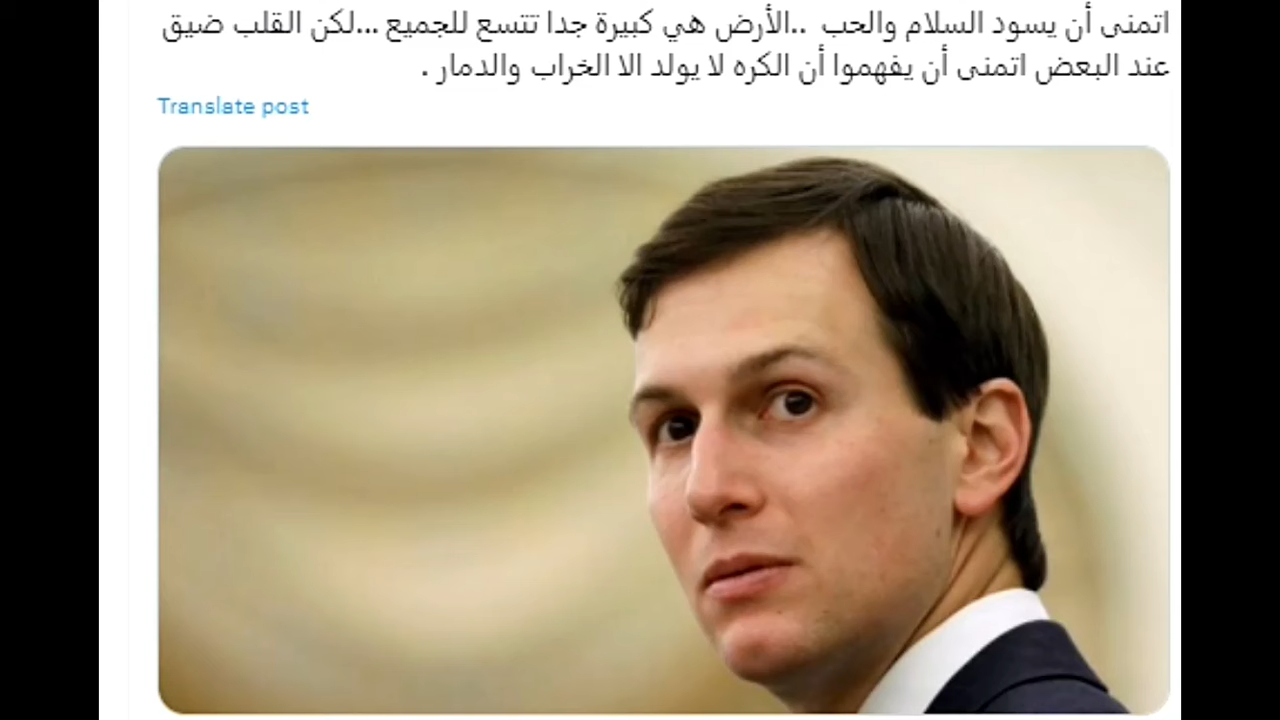 اتمنى أن يسود السلام والحب ..الأرض هي كبيرة جدا تتسع للجميع ...لكن القلب ضيق
عند البعض اتمنى أن يفهموا أن الكره لا يولد الا الخراب والدمار .
Translate post